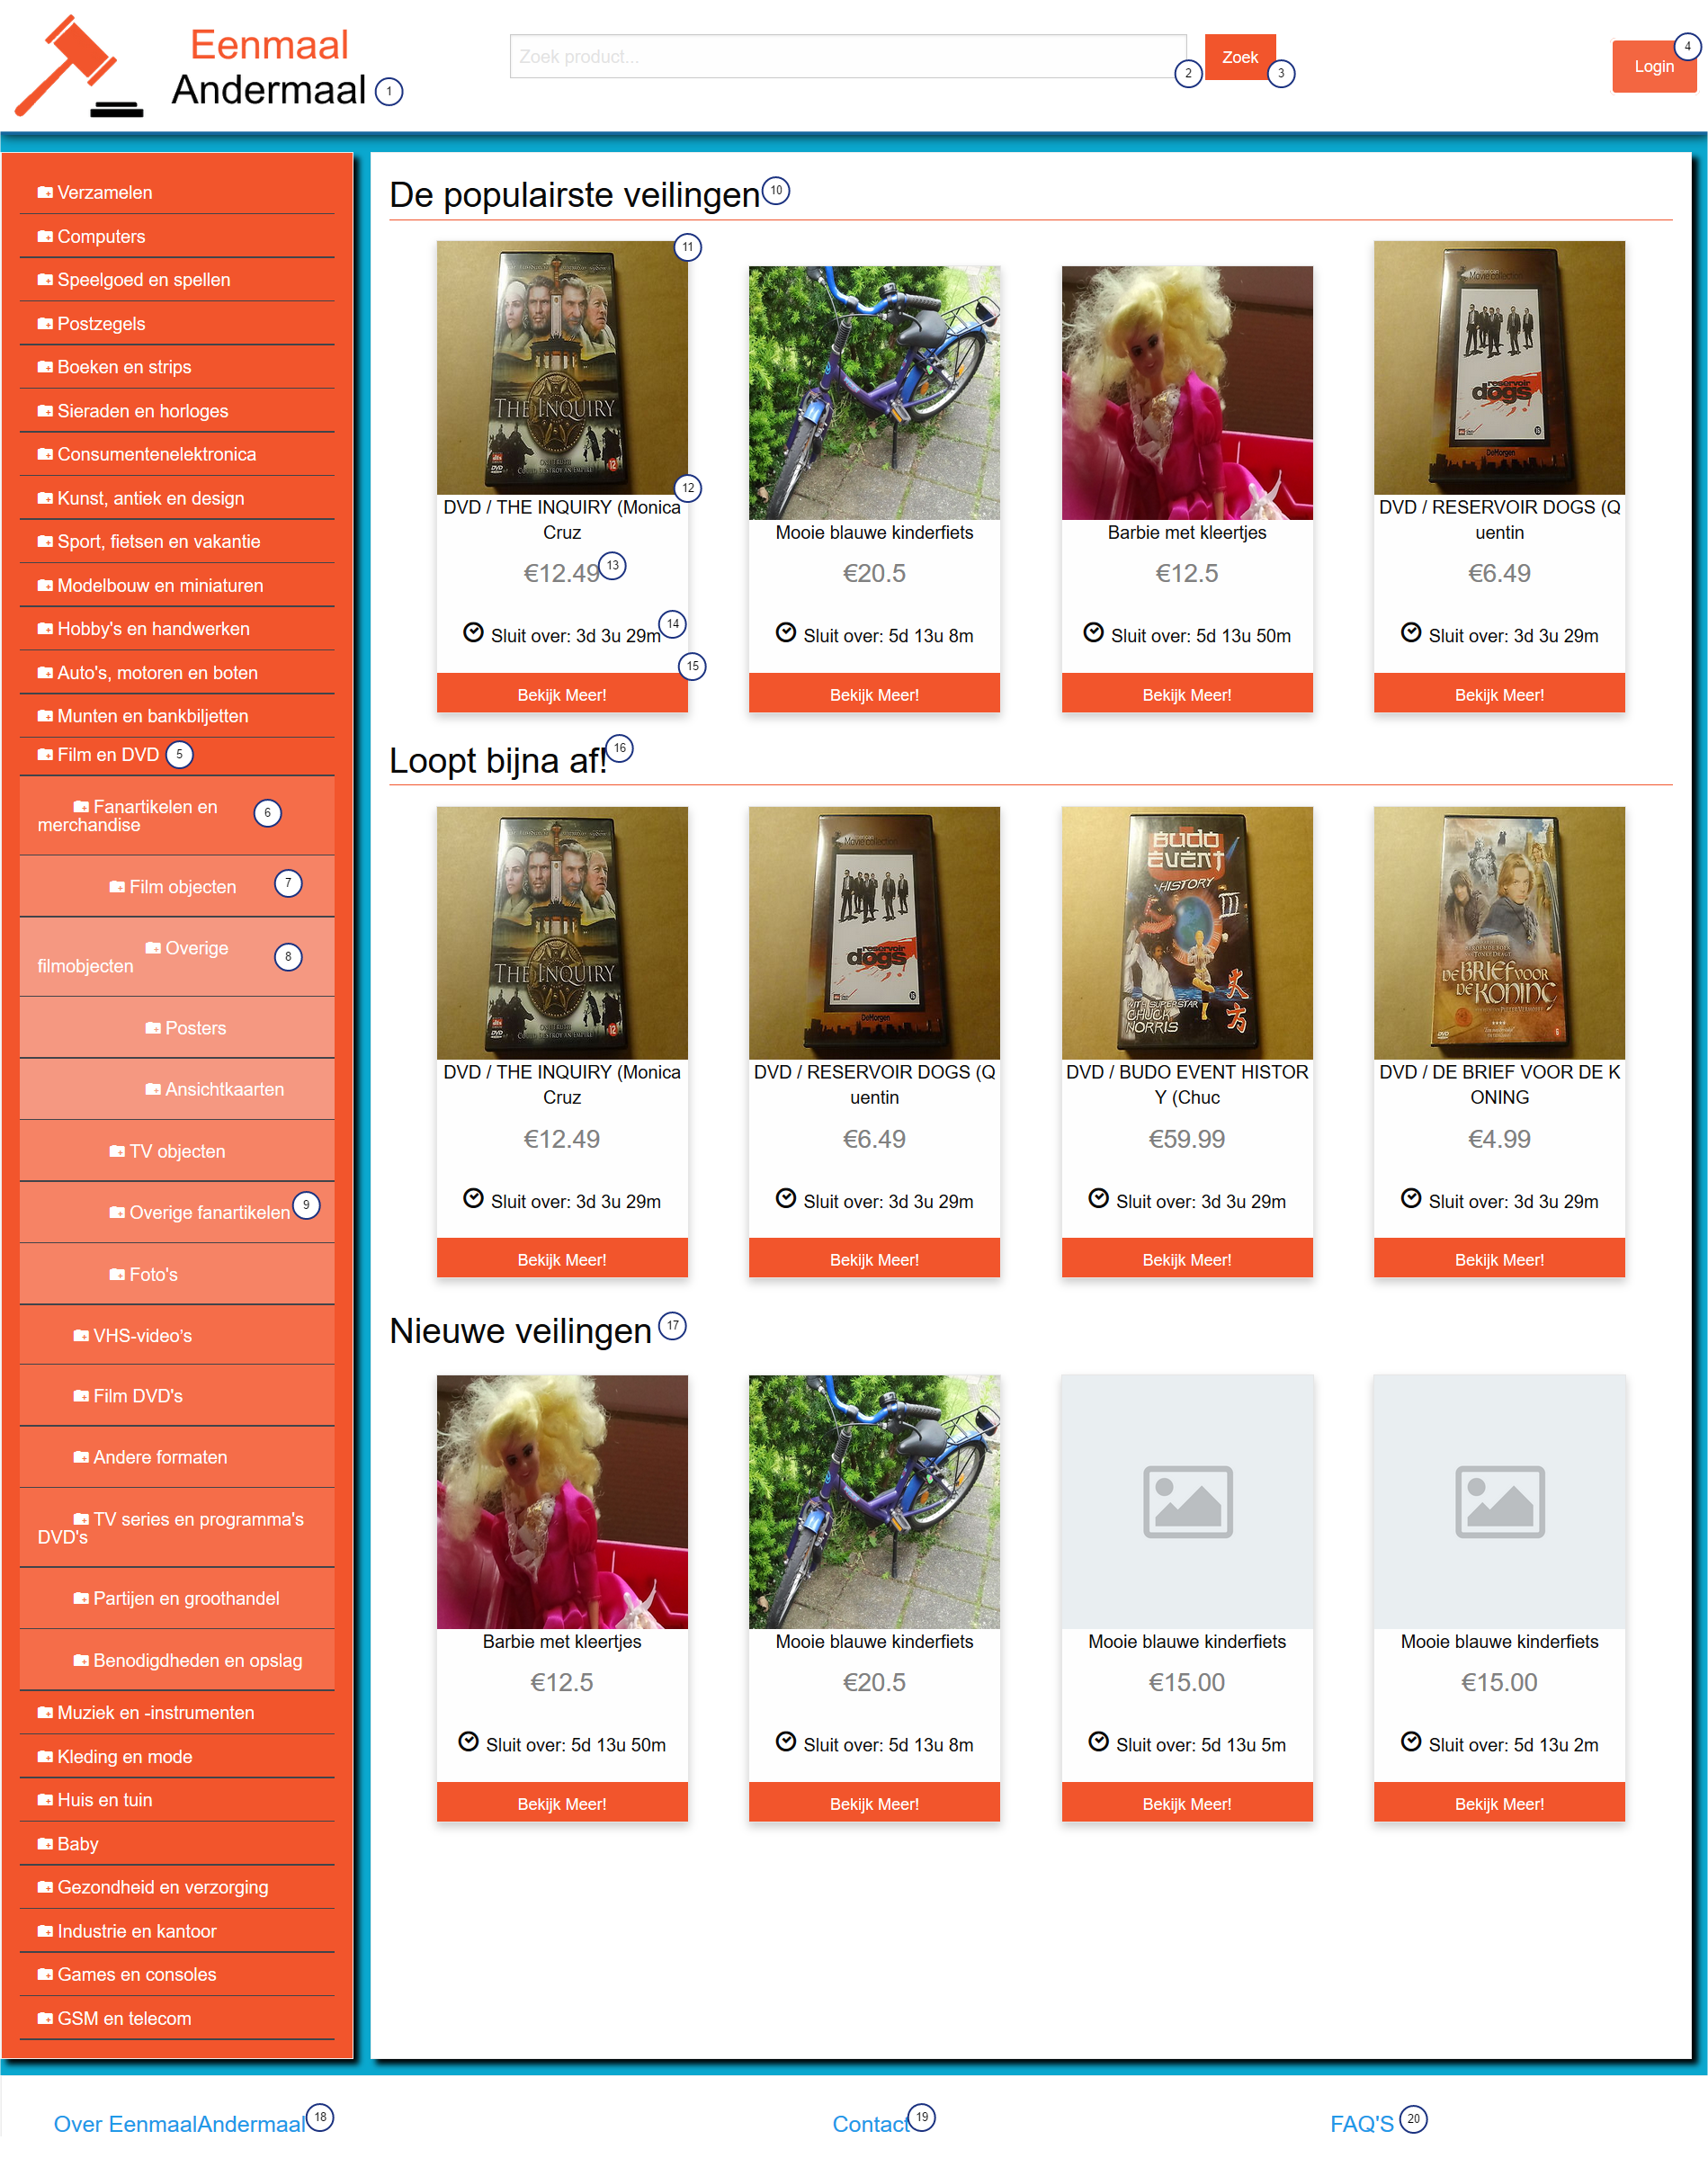 Eenmaal
Andermaal 1
Zoek product... 2
Zoek 3
Login 4
Verzamelen
Computers
Speelgoed en spellen
Postzegels
Boeken en strips
Sieraden en horloges
Consumentenelektronica
Kunst, antiek en design
Sport, fietsen en vakantie
Modelbouw en miniaturen
Hobby's en handwerken
Auto's, motoren en boten
Munten en bankbiljetten
Film en DVD 5
Fanartikelen en 6
merchandise
Film objecten 7
Overige 8
filmobjecten
Posters
Ansichtkaarten
TV objecten
Overige fanartikelen 9
Foto's
VHS-video's
Film DVD's
Andere formaten
TV series en programma's
DVD's
Partijen en groothandel
Benodigdheden en opslag
Muziek en -instrumenten
Kleding en mode
Huis en tuin
Baby
Gezondheid en verzorging
Industrie en kantoor
Games en consoles
GSM en telecom
De populairste veilingen 10
11
THE INQUIRY
12
DVD / THE INQUIRY (Monica
Cruz
€12.49 13
Sluit over: 3d 3u 29m 14
15
Bekijk Meer!
Mooie blauwe kinderfiets
€20.5
Sluit over: 5d 13u 8m
Bekijk Meer!
Barbie met kleertjes
€12.5
Sluit over: 5d 13u 50m
Bekijk Meer!
Movie collection
reservoir
dogs
DeMorgen
DVD / RESERVOIR DOGS (Q
uentin
€6.49
Sluit over: 3d 3u 29m
Bekijk Meer!
Loopt bijna af! 16
THE INQUIRY
DVD / THE INQUIRY (Monica
Cruz
€12.49
Sluit over: 3d 3u 29m
Bekijk Meer!
Movie collection
reservoir
dogs
DeMorgen
DVD / RESERVOIR DOGS (Q
uentin
€6.49
Sluit over: 3d 3u 29m
Bekijk Meer!
BUDO
EVENT
HISTORY
III
WITH SUPERSTAR
CHUCK
NORRIS
DVD / BUDO EVENT HISTOR
Y (Chuc
€59.99
Sluit over: 3d 3u 29m
Bekijk Meer!
DE BRIEF VOOR
DE KONING
DVD / DE BRIEF VOOR DE K
ONING
€4.99
Sluit over: 3d 3u 29m
Bekijk Meer!
Nieuwe veilingen 17
Barbie met kleertjes
€12.5
Sluit over: 5d 13u 50m
Bekijk Meer!
Mooie blauwe kinderfiets
€20.5
Sluit over: 5d 13u 8m
Bekijk Meer!
Mooie blauwe kinderfiets
€15.00
Sluit over: 5d 13u 5m
Bekijk Meer!
Mooie blauwe kinderfiets
€15.00
Sluit over: 5d 13u 2m
Bekijk Meer!
Over EenmaalAndermaal 18
Contact 19
FAQ'S 20